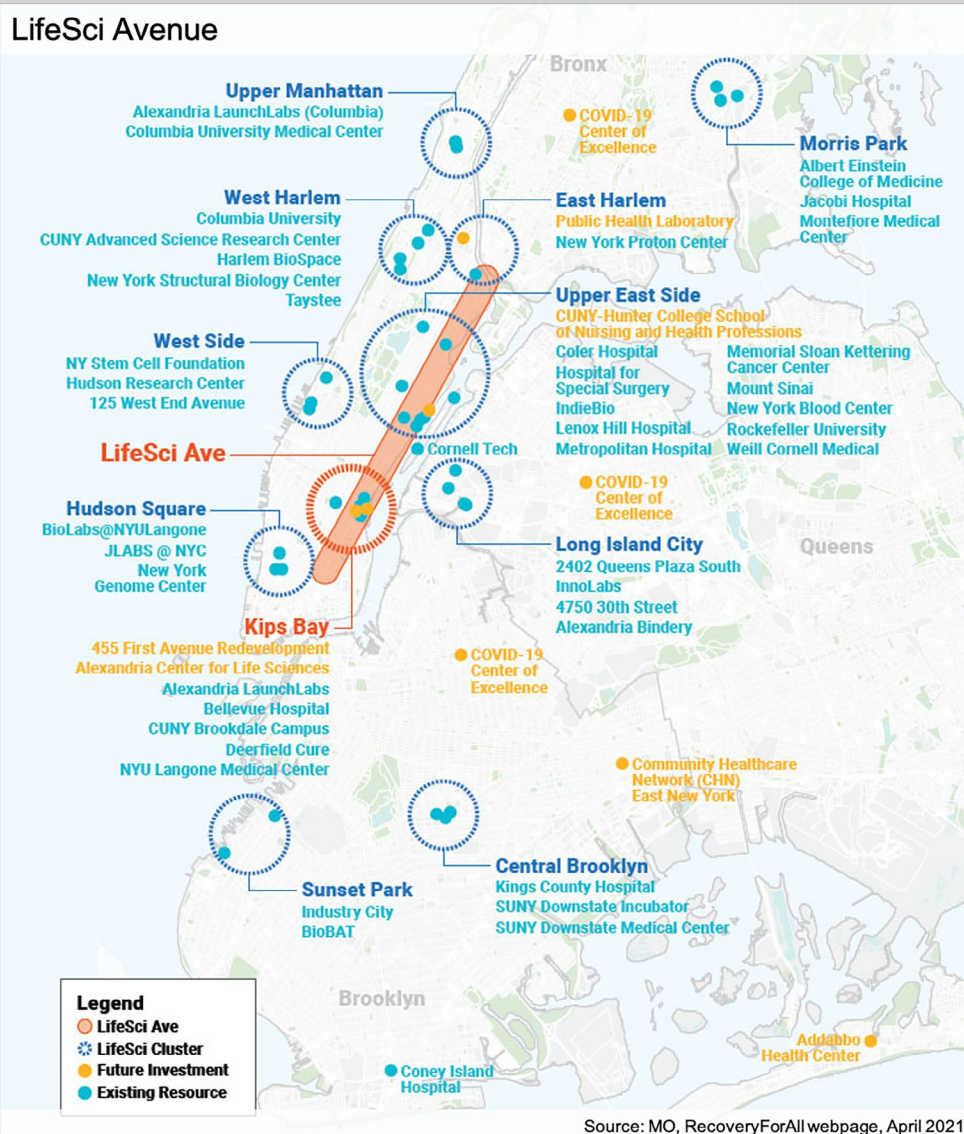 LifeSci Avenue
Bronx
Upper Manhattan
Alexandria LaunchLabs (Columbia)
Columbia University Medical Center
COVID-19
Center of
Excellence
Morris Park
Albert Einstein
College of Medicine
Jacobi Hospital
Montefiore Medical
Center
West Harlem
Columbia University
CUNY Advanced Science Research Center
Harlem BioSpace
New York Structural Biology Center
Taystee
East Harlem
Public Health Laboratory
New York Proton Center
Upper East Side
CUNY-Hunter College School
of Nursing and Health Professions
Coler Hospital
Hospital for
Special Surgery
IndieBio
Lenox Hill Hospital
Metropolitan Hospital
Memorial Sloan Kettering
Cancer Center
Mount Sinai
New York Blood Center
Rockefeller University
Weill Cornell Medical
West Side
NY Stem Cell Foundation
Hudson Research Center
125 West End Avenue
LifeSci Ave
Cornell Tech
COVID-19
Center of
Excellence
Hudson Square
BioLabs@NYULangone
JLABS @ NYC
New York
Genome Center
Long Island City
2402 Queens Plaza South
InnoLabs
4750 30th Street
Alexandria Bindery
Queens
Kips Bay
455 First Avenue Redevelopment
Alexandria Center for Life Sciences
Alexandria LaunchLabs
Bellevue Hospital
CUNY Brookdale Campus
Deerfield Cure
NYU Langone Medical Center
COVID-19
Center of
Excellence
Community Healthcare
Network (CHN)
East New York
Sunset Park
Industry City
BioBAT
Central Brooklyn
Kings County Hospital
SUNY Downstate Incubator
SUNY Downstate Medical Center
Brooklyn
Legend
LifeSci Ave
LifeSci Cluster
Future Investment
Existing Resource
Coney Island
Hospital
Addabbo
Health Center
Source: MO, RecoveryForAll webpage, April 2021